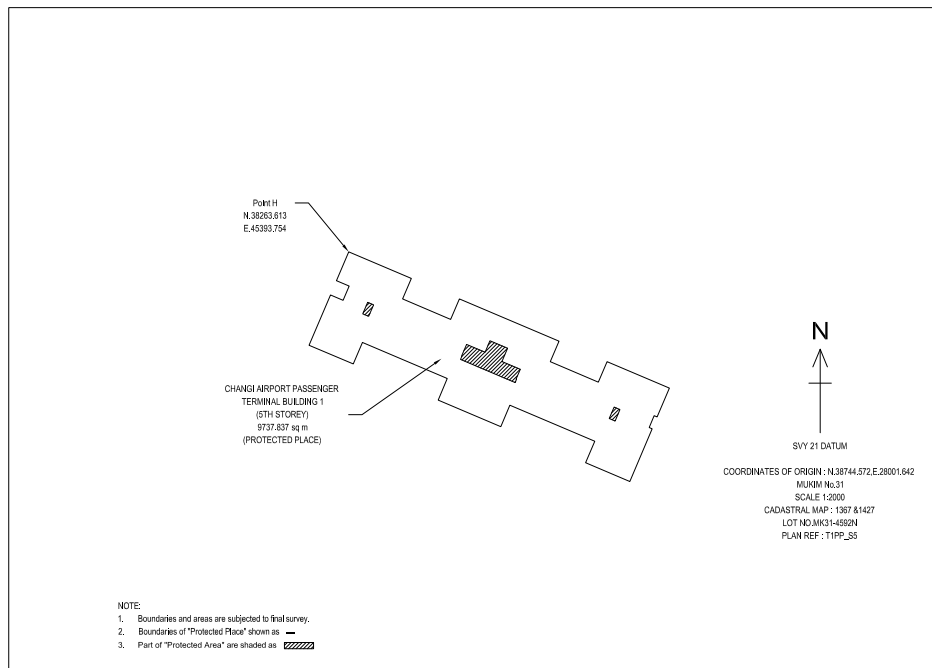 Point H
N.38263.613
E.45393.754
CHANGI AIRPORT PASSENGER
TERMINAL BUILDING 1
(5TH STOREY)
9737.837 sq m
(PROTECTED PLACE)
N
SVY 21 DATUM
COORDINATES OF ORIGIN : N.38744.572,E.28001.642
MUKIM No.31
SCALE 1:2000
CADASTRAL MAP : 1367 &1427
LOT NO.MK31-4592N
PLAN REF : T1PP_S5
NOTE:
1. Boundaries and areas are subjected to final survey.
2. Boundaries of "Protected Place" shown as
3. Part of "Protected Area" are shaded as